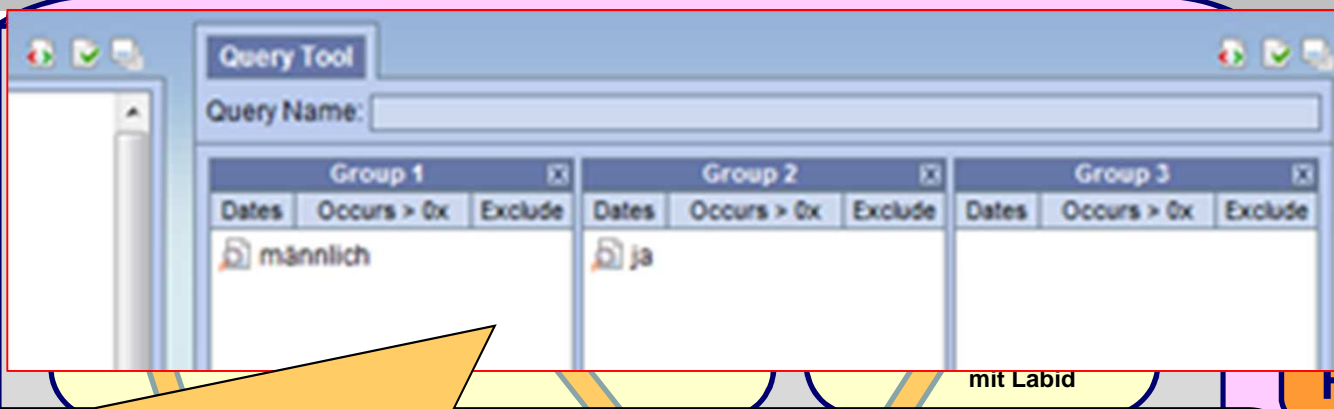 Query Tool
Query Name:
Group 1 Group 2 Group 3
Dates Occurs > 0x Exclude Dates Occurs > 0x Exclude Dates Occurs > 0x Exclude
männlich ja
mit Labid